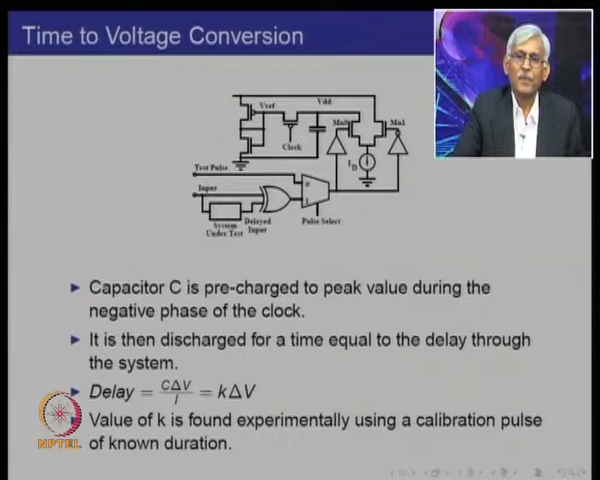 Time to Voltage Conversion
Vref
Vdd
Clock
Ma0
Ma1
I_D
Test Pulse
Input
0
1
System Under Test
Delayed Input
Pulse Select
▶ Capacitor C is pre-charged to peak value during the
negative phase of the clock.
▶ It is then discharged for a time equal to the delay through
the system.
▶ Delay = CΔV/I = kΔV
▶ Value of k is found experimentally using a calibration pulse
of known duration.
NPTEL